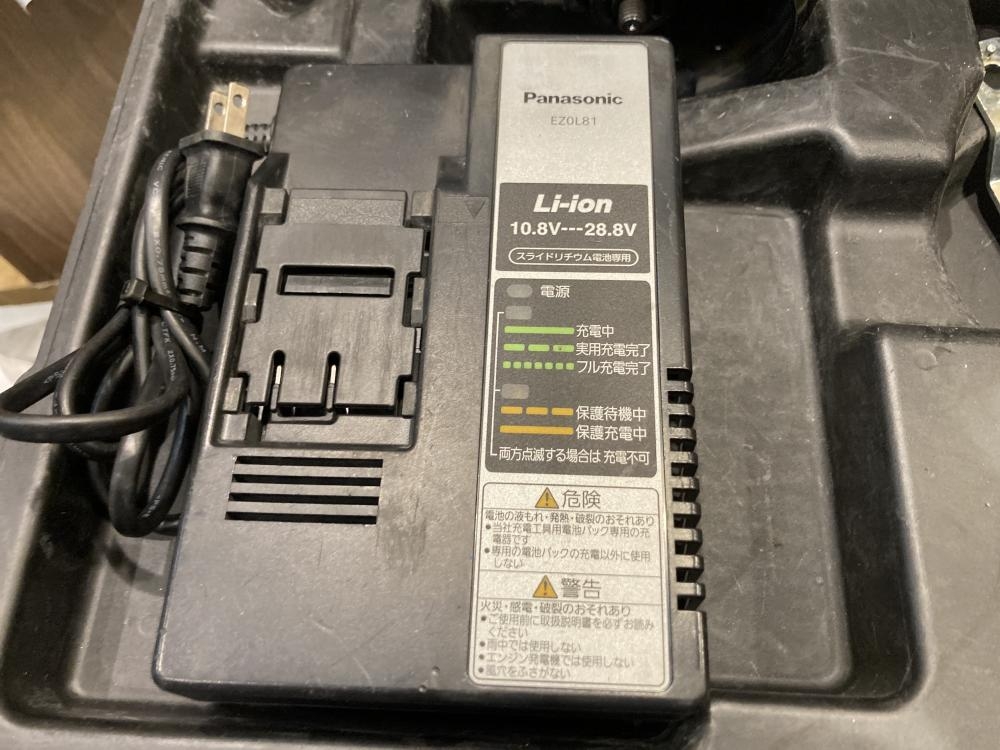 Panasonic
EZ0L81
Li-ion
10.8V---28.8V
スライドリチウム電池専用
電源
充電中
実用充電完了
フル充電完了
保護待機中
保護充電中
両方点滅する場合は 充電不可
危険
電池の液もれ・発熱・破裂のおそれあり
●当社充電工具用電池パック専用の充
電器です
●専用の電池パックの充電以外に使用
しない
警告
火災・感電・破裂のおそれあり
●ご使用前に取扱説明書を必ずお読み
ください
●雨中では使用しない
●エンジン発電機では使用しない
●風穴をふさがない